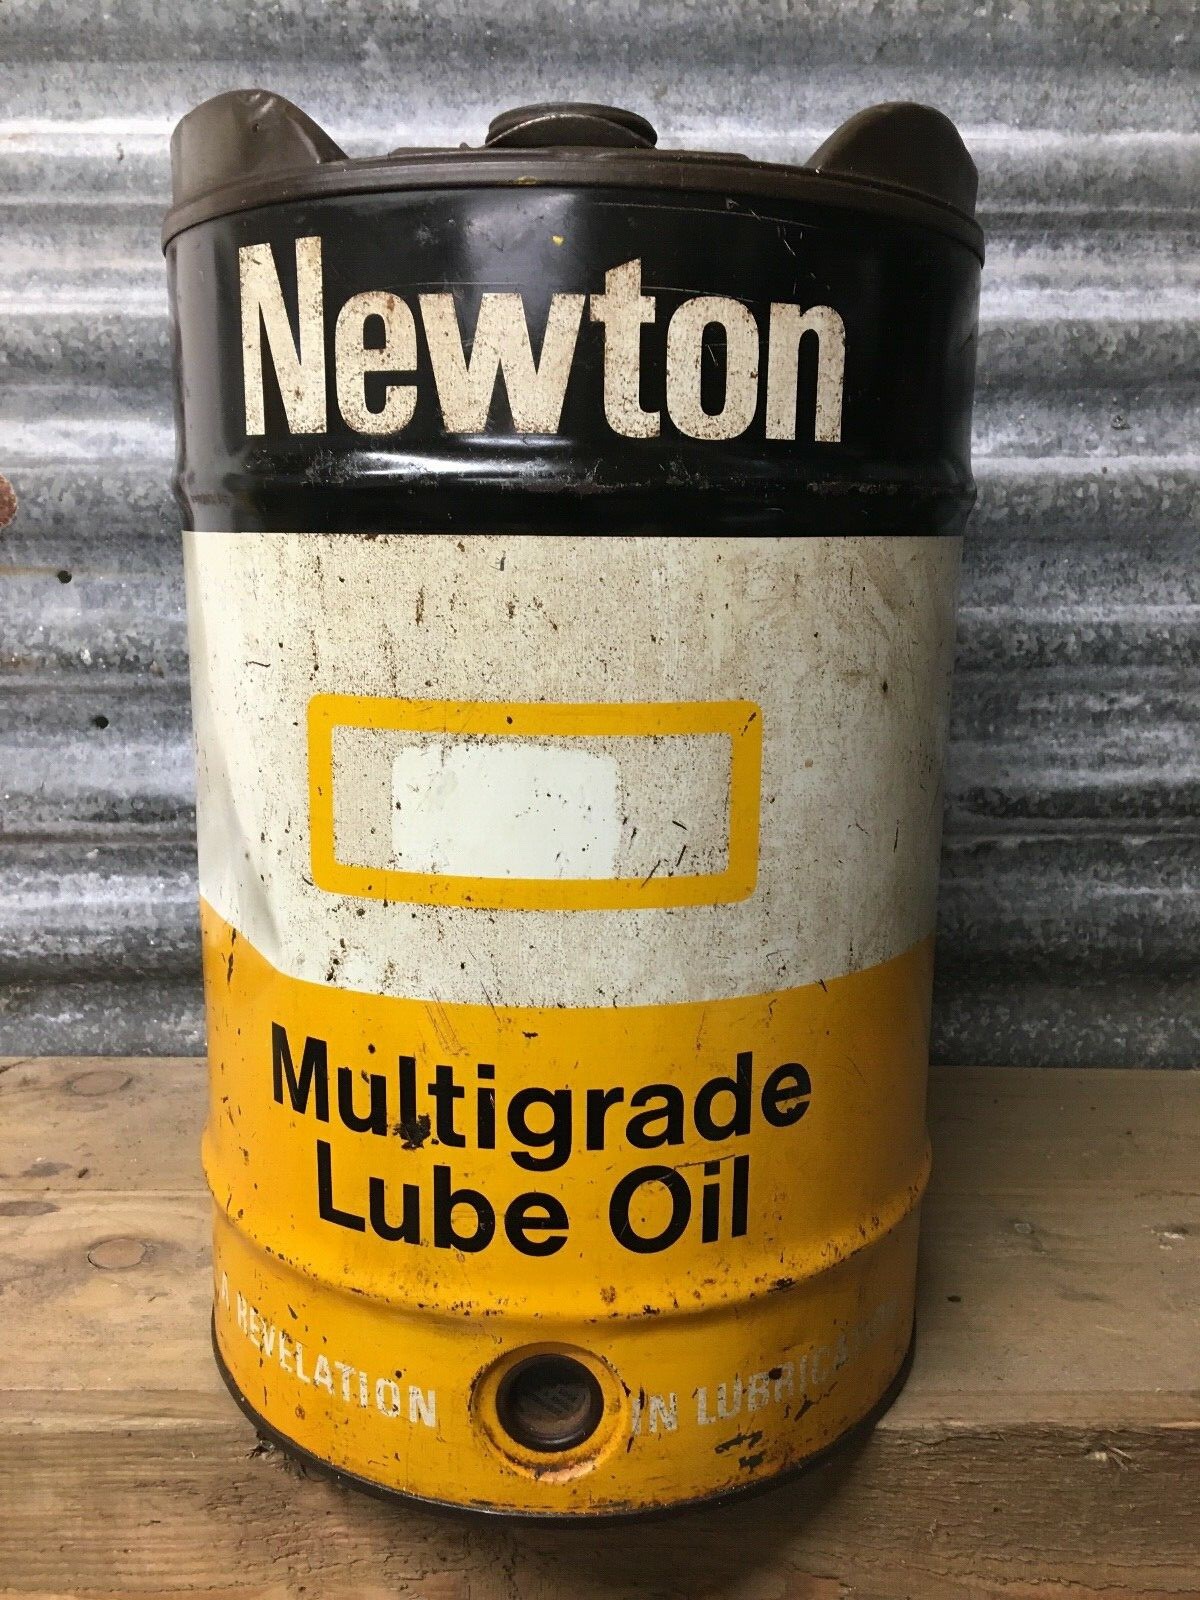 Newton
Multigrade
Lube Oil
A REVELATION IN